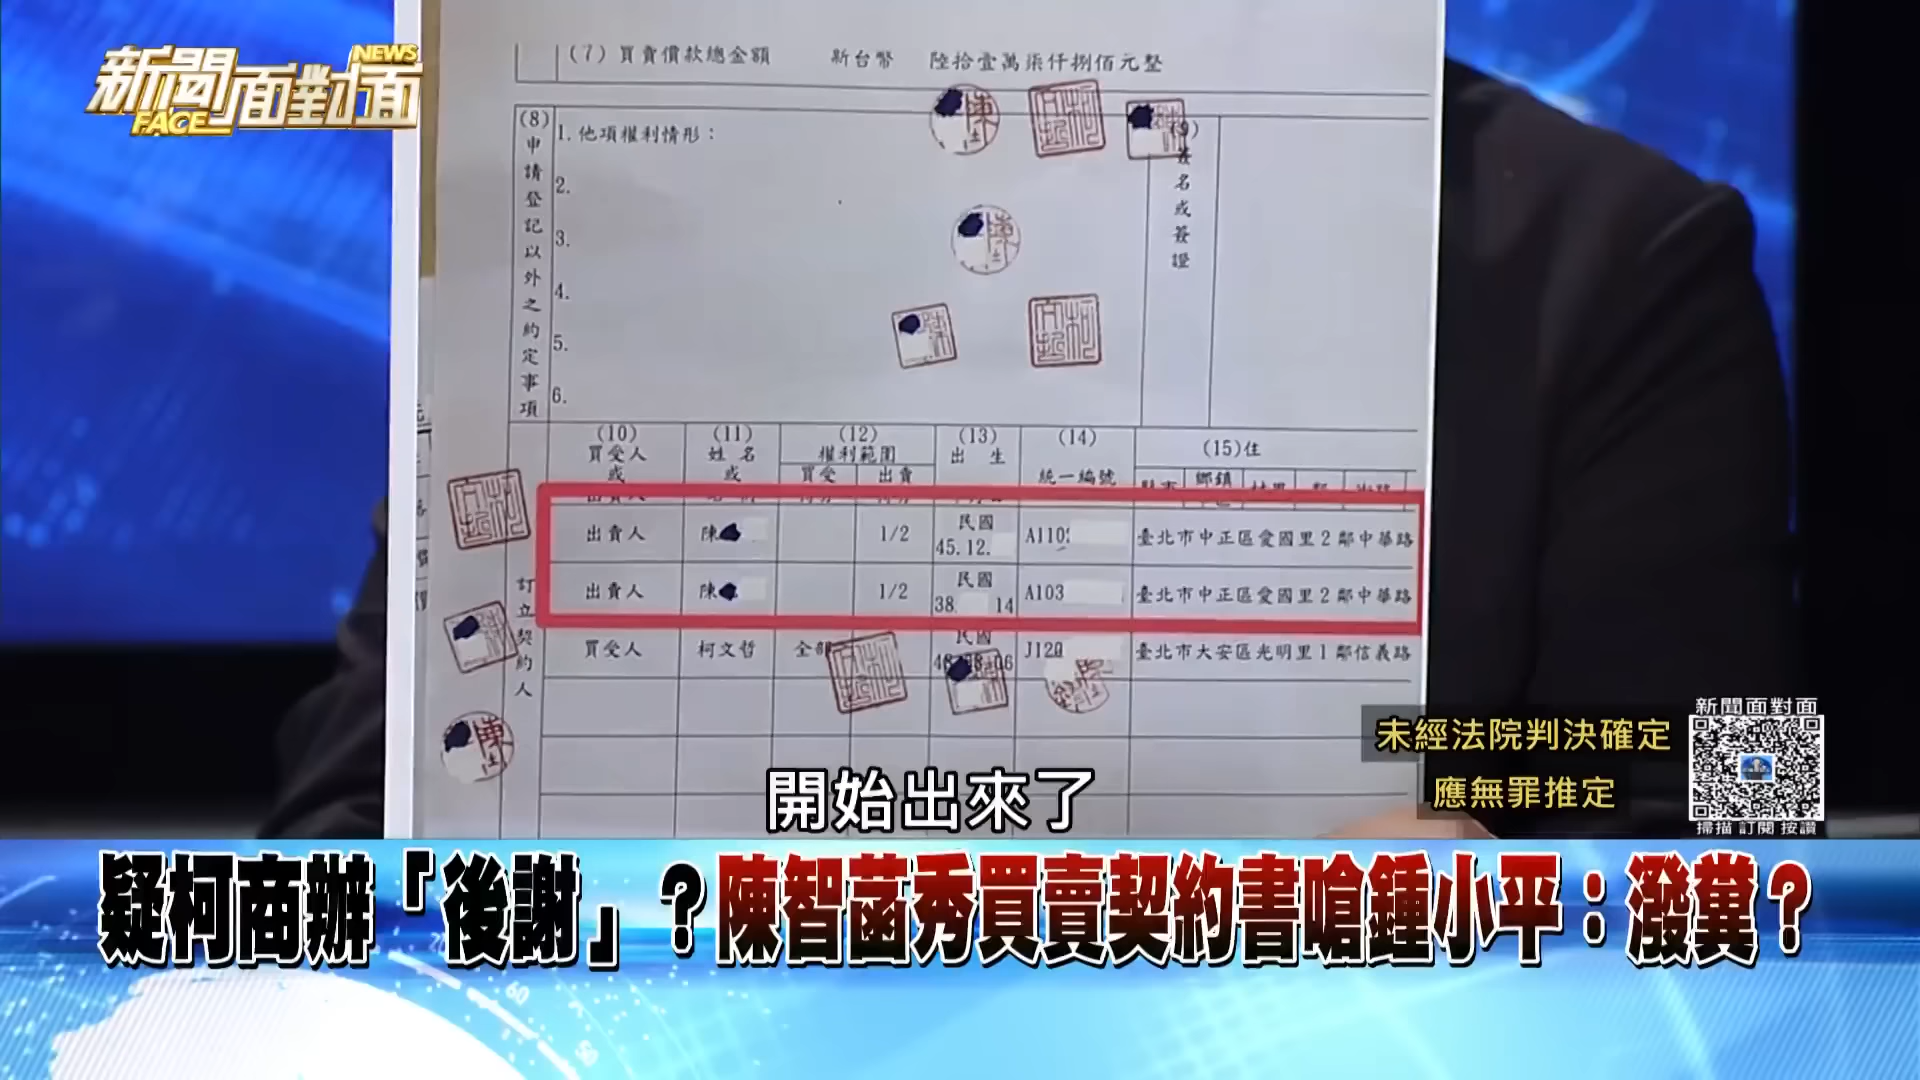 新聞面對面
NEWS
FACE
(7) 買賣價款總金額 新台幣 陸拾壹萬柒仟捌佰元整
(8)申請登記以外之約定事項
1. 他項權利情形：
2.
3.
4.
5.
6.
(9)簽名或簽證
(10)買受人或出賣人
(11)姓名或
(12)權利範圍
買受
出賣
(13)出生
(14)統一編號
(15)住
鄉鎮
訂立契約人
出賣人 陳 1/2 民國 45.12. A110 臺北市中正區愛國里2鄰中華路
出賣人 陳 1/2 民國 38. 14 A103 臺北市中正區愛國里2鄰中華路
買受人 柯文哲 全部 民國 J120 臺北市大安區光明里1鄰信義路
未經法院判決確定
應無罪推定
新聞面對面
掃描 訂閱 按讚
開始出來了
疑柯商辦「後謝」？陳智菡秀買賣契約書嗆鍾小平：潑糞？